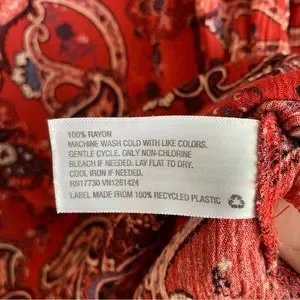 100% RAYON
MACHINE WASH COLD WITH LIKE COLORS.
GENTLE CYCLE. ONLY NON-CHLORINE
BLEACH IF NEEDED. LAY FLAT TO DRY.
COOL IRON IF NEEDED.
RN17730 VN1261424
LABEL MADE FROM 100% RECYCLED PLASTIC